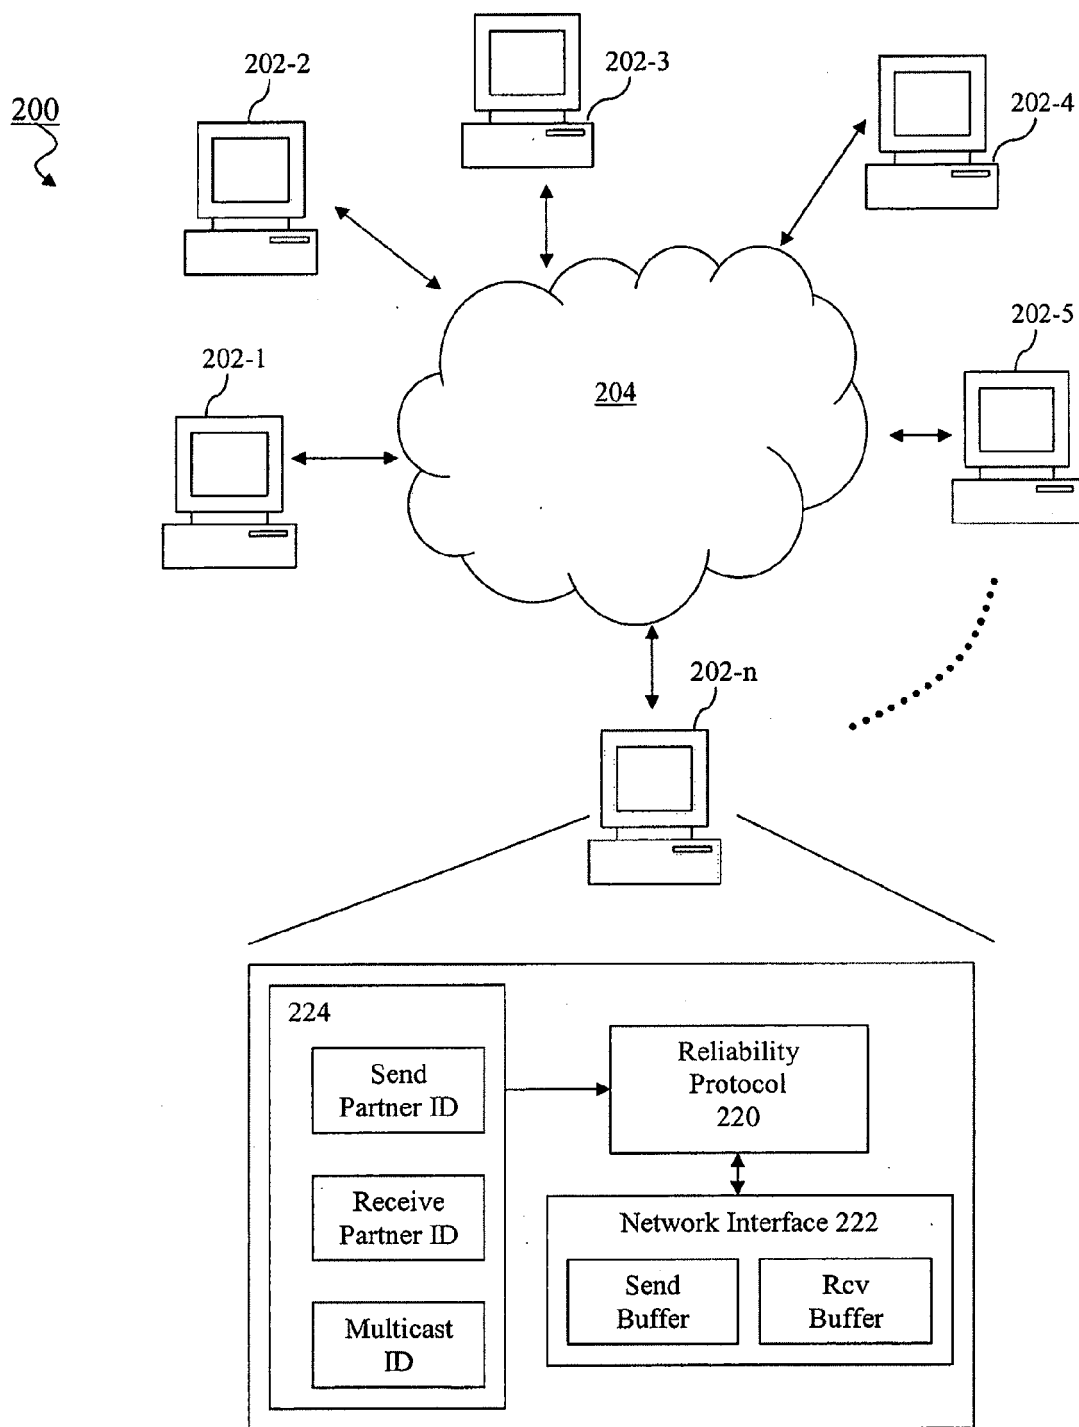 202-3
202-2
202-4
200
202-5
202-1
204
202-n
224
Send
Partner ID
Receive
Partner ID
Multicast
ID
Reliability
Protocol
220
Network Interface 222
Send
Buffer
Rcv
Buffer